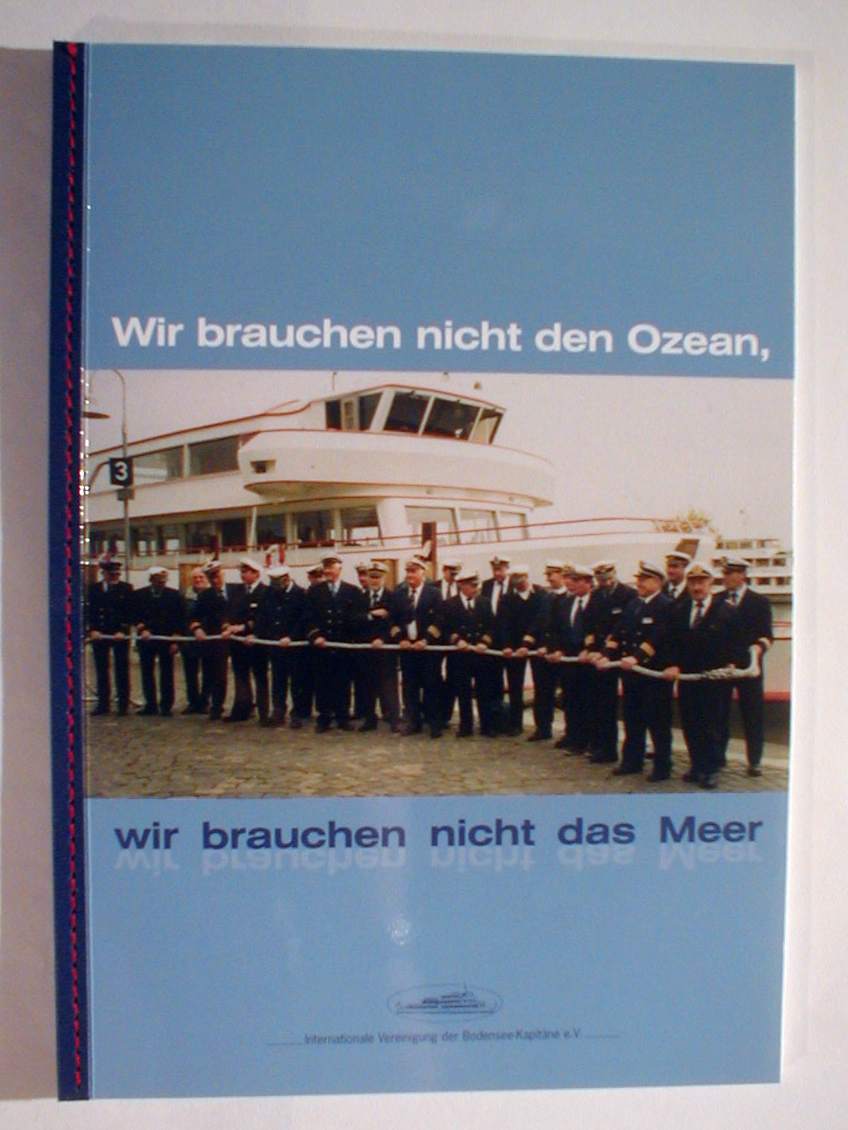 Wir brauchen nicht den Ozean,
3
wir brauchen nicht das Meer
Internationale Vereinigung der Bodensee-Kapitäne e.V.